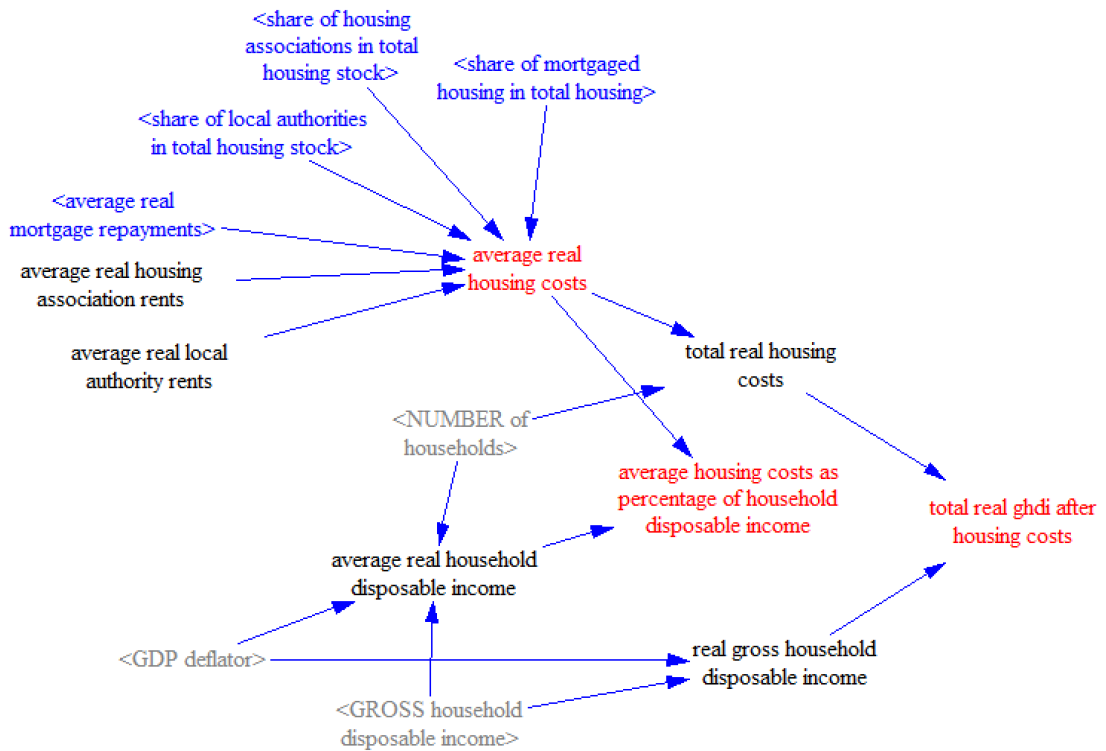 <share of housing
associations in total
housing stock>
<share of mortgaged
housing in total housing>
<share of local authorities
in total housing stock>
<average real
mortgage repayments>
average real housing
association rents
average real local
authority rents
average real
housing costs
total real housing
costs
<NUMBER of
households>
average housing costs as
percentage of household
disposable income
total real ghdi after
housing costs
average real household
disposable income
<GDP deflator>
real gross household
disposable income
<GROSS household
disposable income>